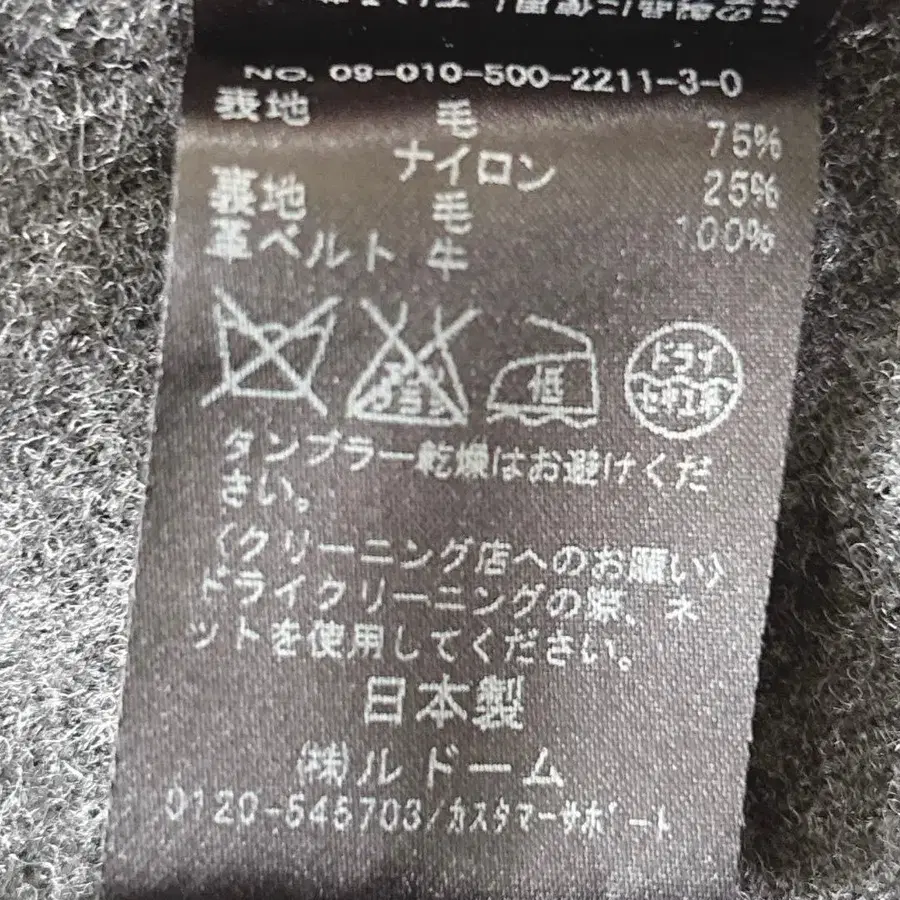 NO. 09-010-500-2211-3-0
表地 毛 75%
ナイロン 25%
裏地 毛 100%
革ベルト 牛
低
ドライ
セキユ系
タンブラー乾燥はお避けくだ
さい。
〈クリーニング店へのお願い〉
ドライクリーニングの際、ネ
ットを使用してください。
日本製
(株)ルドーム
0120-545703/カスタマーサポート